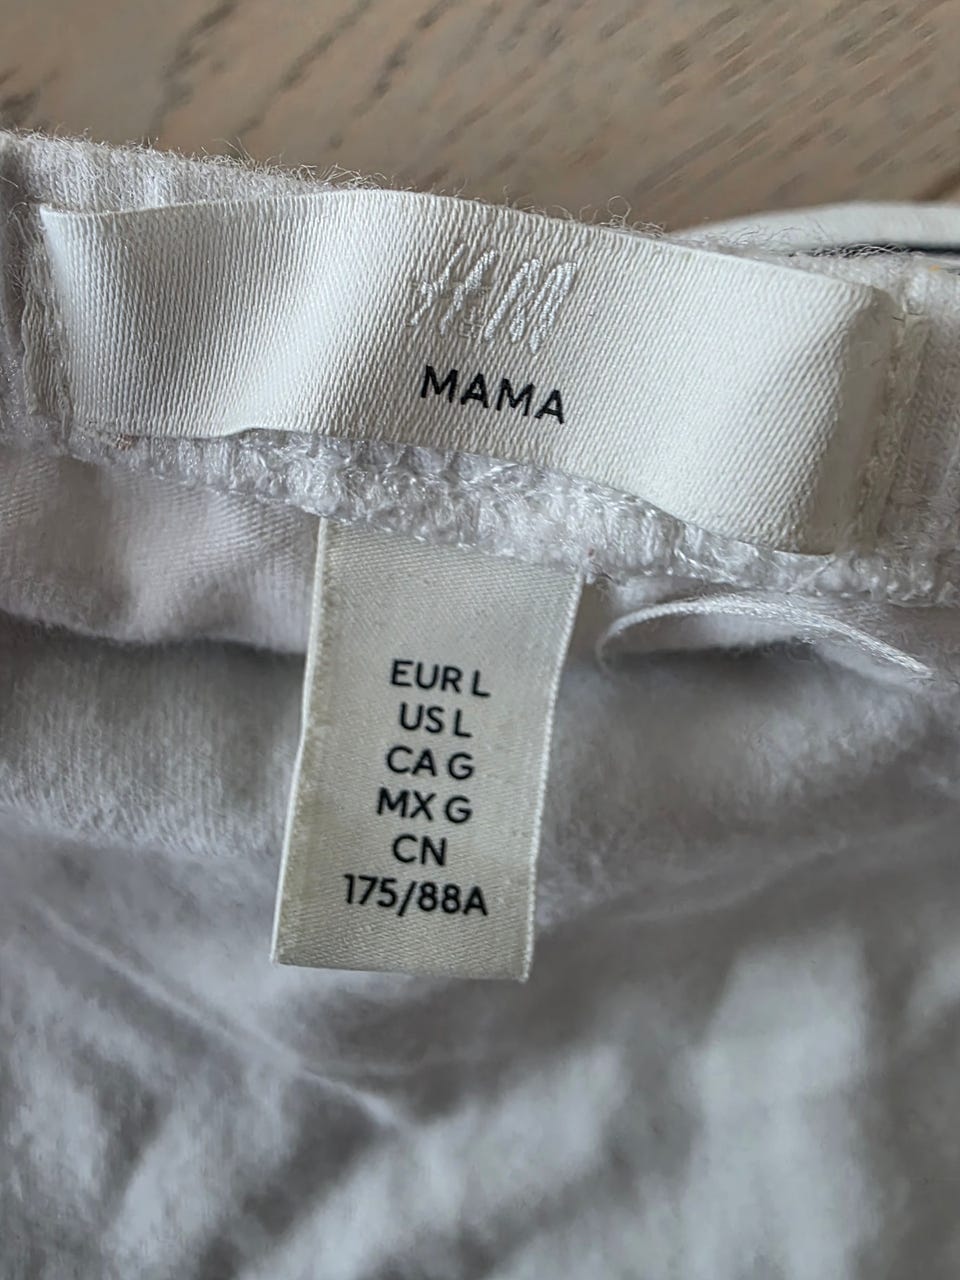 H&M
MAMA
EUR L
US L
CA G
MX G
CN
175/88A